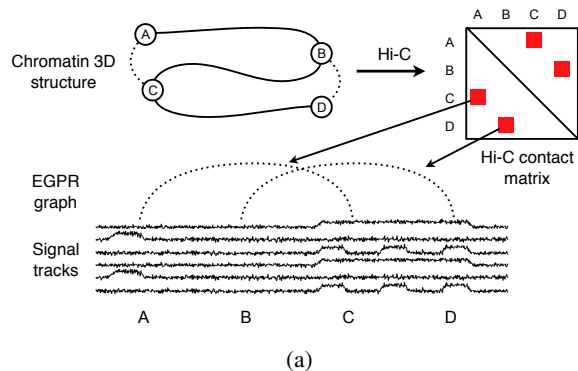 A B C D
A
B
C
D
Chromatin 3D
structure
A
B
C
D
Hi-C
Hi-C contact
matrix
EGPR
graph
Signal
tracks
A B C D
(a)